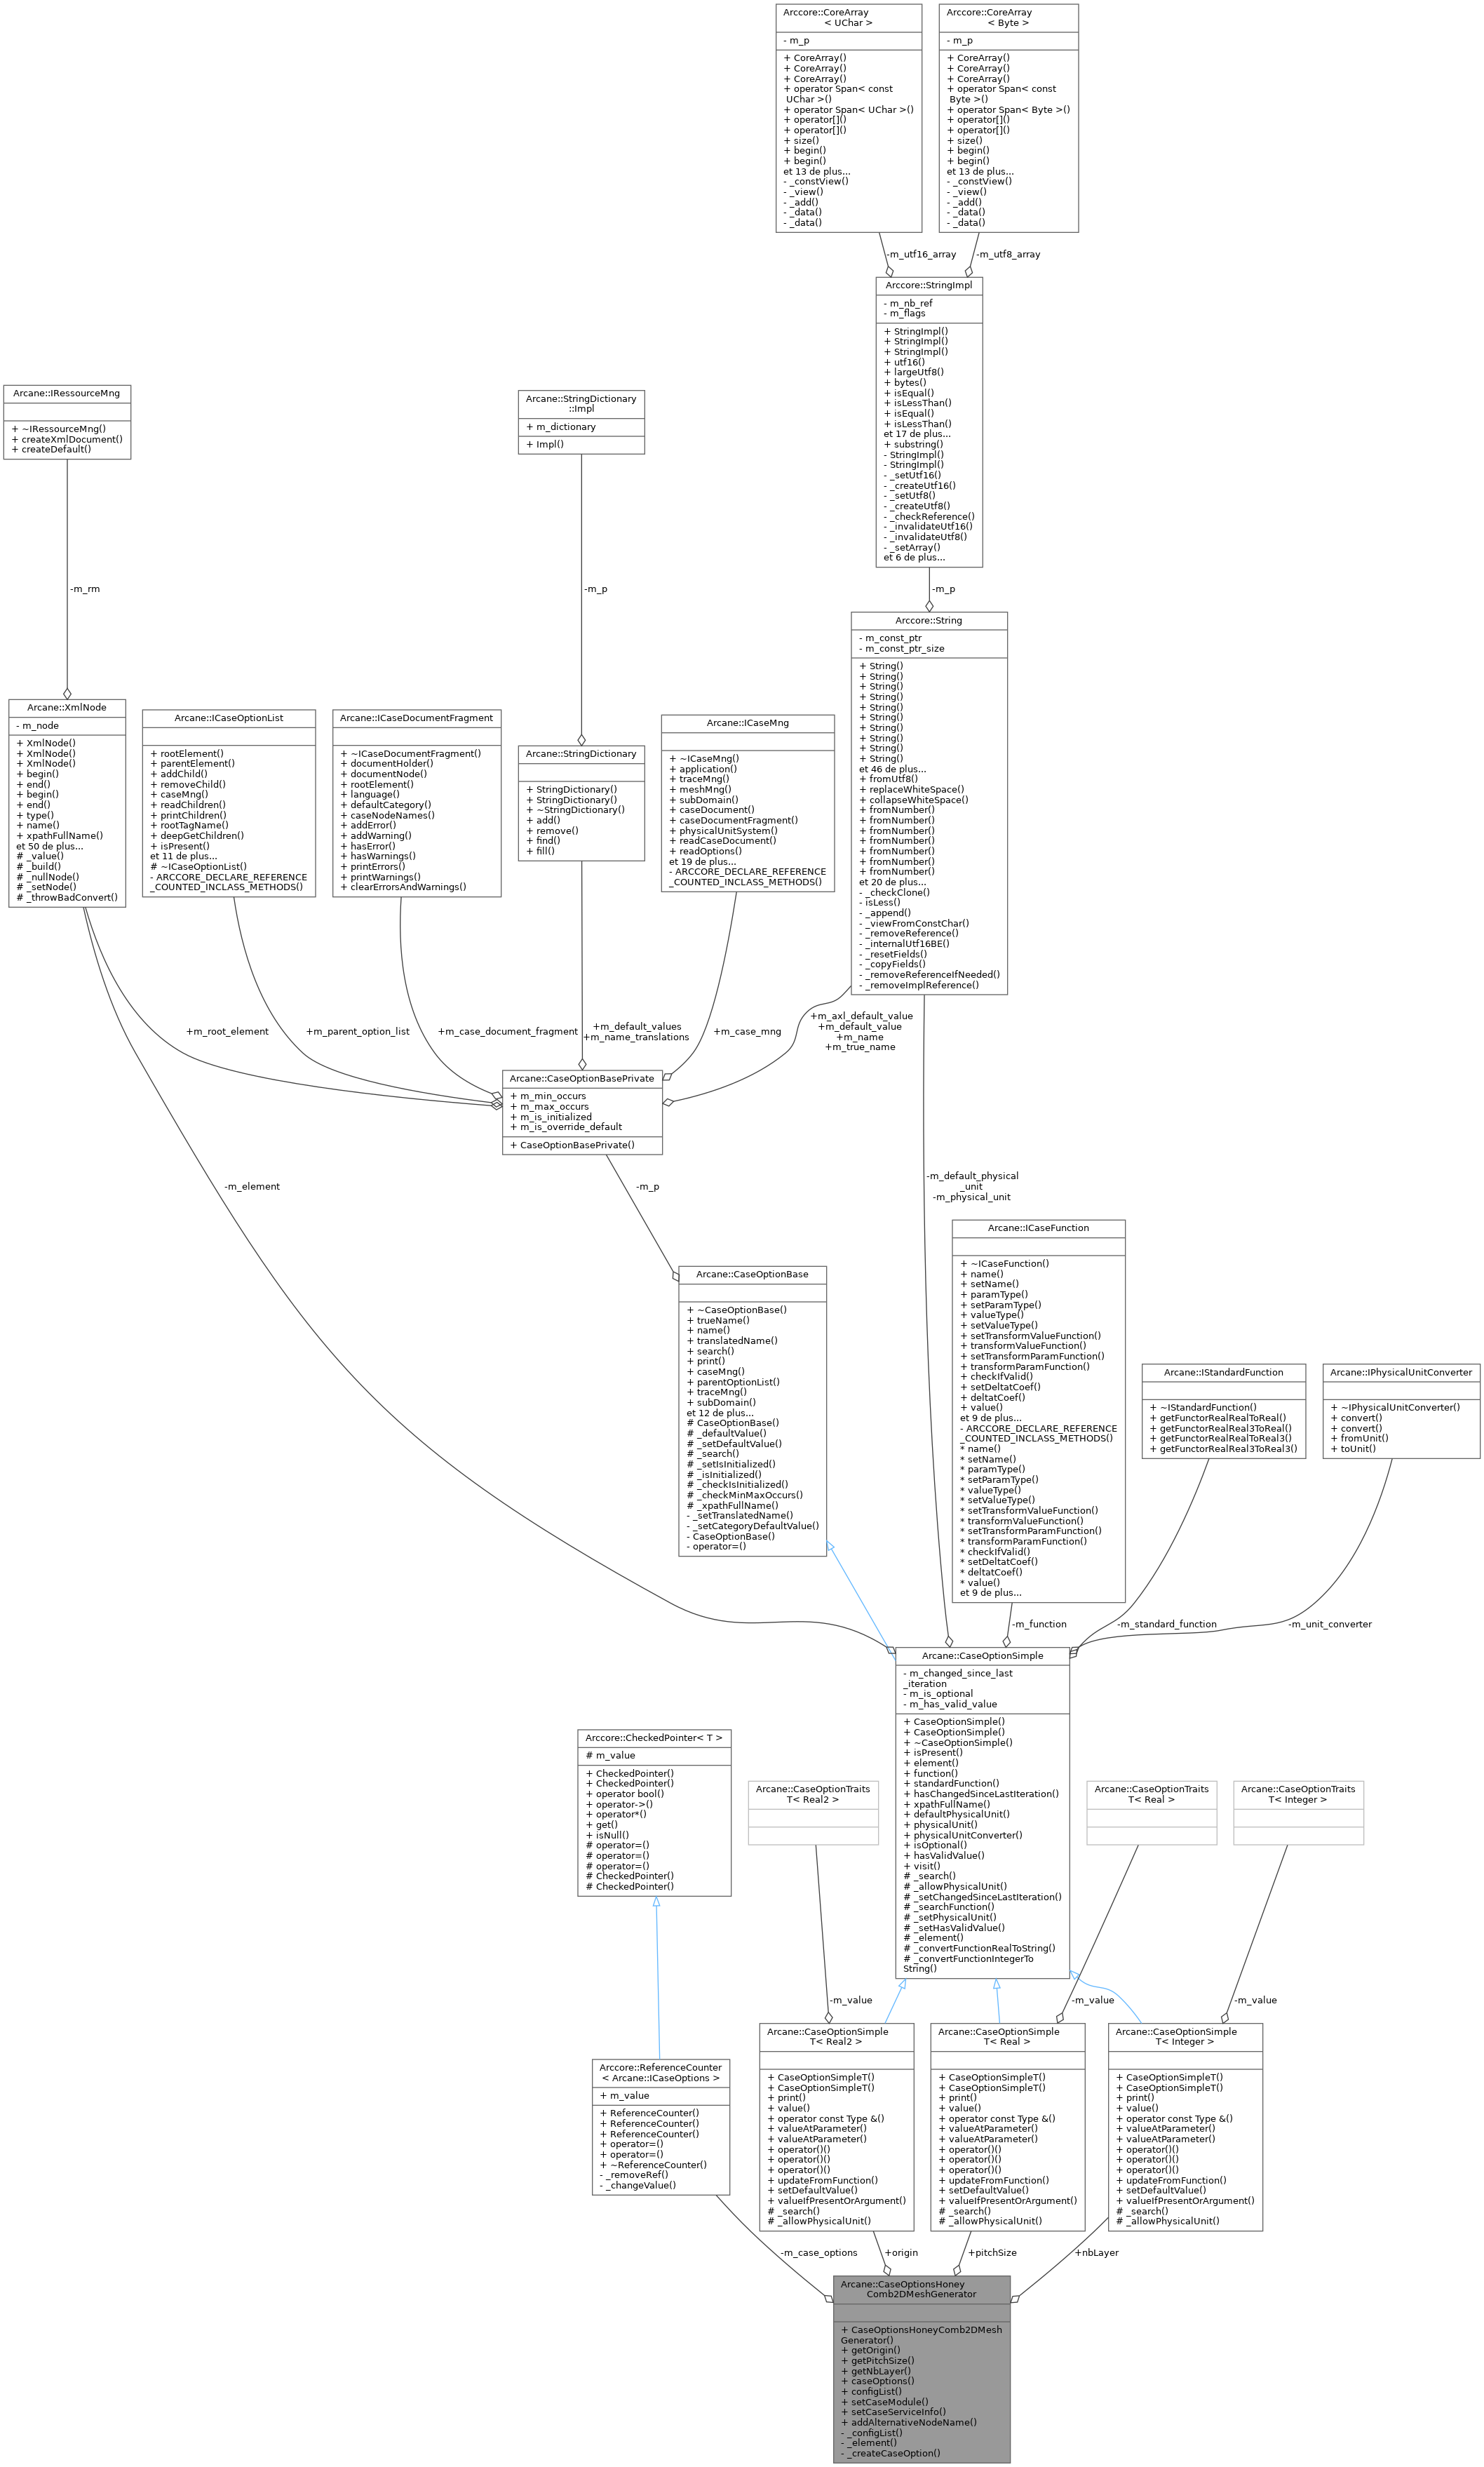 Arccore::CoreArray
< UChar >
- m_p
+ CoreArray()
+ CoreArray()
+ CoreArray()
+ operator Span< const
UChar >()
+ operator Span< UChar >()
+ operator[]()
+ operator[]()
+ size()
+ begin()
+ begin()
et 13 de plus...
- _constView()
- _view()
- _add()
- _data()
- _data()
Arccore::CoreArray
< Byte >
- m_p
+ CoreArray()
+ CoreArray()
+ CoreArray()
+ operator Span< const
Byte >()
+ operator Span< Byte >()
+ operator[]()
+ operator[]()
+ size()
+ begin()
+ begin()
et 13 de plus...
- _constView()
- _view()
- _add()
- _data()
- _data()
-m_utf16_array
-m_utf8_array
Arccore::StringImpl
- m_nb_ref
- m_flags
+ StringImpl()
+ StringImpl()
+ StringImpl()
+ utf16()
+ largeUtf8()
+ bytes()
+ isEqual()
+ isLessThan()
+ isEqual()
+ isLessThan()
et 17 de plus...
+ substring()
- StringImpl()
- StringImpl()
- _setUtf16()
- _createUtf16()
- _setUtf8()
- _createUtf8()
- _checkReference()
- _invalidateUtf16()
- _invalidateUtf8()
- _setArray()
et 6 de plus...
Arcane::IRessourceMng
+ ~IRessourceMng()
+ createXmlDocument()
+ createDefault()
Arcane::StringDictionary
::Impl
+ m_dictionary
+ Impl()
-m_rm
-m_p
-m_p
Arccore::String
- m_const_ptr
- m_const_ptr_size
+ String()
+ String()
+ String()
+ String()
+ String()
+ String()
+ String()
+ String()
+ String()
+ String()
et 46 de plus...
+ fromUtf8()
+ replaceWhiteSpace()
+ collapseWhiteSpace()
+ fromNumber()
+ fromNumber()
+ fromNumber()
+ fromNumber()
+ fromNumber()
+ fromNumber()
+ fromNumber()
et 20 de plus...
- _checkClone()
- isLess()
- _append()
- _viewFromConstChar()
- _removeReference()
- _internalUtf16BE()
- _resetFields()
- _copyFields()
- _removeReferenceIfNeeded()
- _removeImplReference()
Arcane::XmlNode
- m_node
+ XmlNode()
+ XmlNode()
+ XmlNode()
+ begin()
+ end()
+ begin()
+ end()
+ type()
+ name()
+ xpathFullName()
et 50 de plus...
# _value()
# _build()
# _nullNode()
# _setNode()
# _throwBadConvert()
Arcane::ICaseOptionList
+ rootElement()
+ parentElement()
+ addChild()
+ removeChild()
+ caseMng()
+ readChildren()
+ printChildren()
+ rootTagName()
+ deepGetChildren()
+ isPresent()
et 11 de plus...
# ~ICaseOptionList()
- ARCCORE_DECLARE_REFERENCE
_COUNTED_INCLASS_METHODS()
Arcane::ICaseDocumentFragment
+ ~ICaseDocumentFragment()
+ documentHolder()
+ documentNode()
+ rootElement()
+ language()
+ defaultCategory()
+ caseNodeNames()
+ addError()
+ addWarning()
+ hasError()
+ hasWarnings()
+ printErrors()
+ printWarnings()
+ clearErrorsAndWarnings()
Arcane::StringDictionary
+ StringDictionary()
+ StringDictionary()
+ ~StringDictionary()
+ add()
+ remove()
+ find()
+ fill()
Arcane::ICaseMng
+ ~ICaseMng()
+ application()
+ traceMng()
+ meshMng()
+ subDomain()
+ caseDocument()
+ caseDocumentFragment()
+ physicalUnitSystem()
+ readCaseDocument()
+ readOptions()
et 19 de plus...
- ARCCORE_DECLARE_REFERENCE
_COUNTED_INCLASS_METHODS()
+m_root_element
+m_parent_option_list
+m_case_document_fragment
+m_default_values
+m_name_translations
+m_case_mng
+m_axl_default_value
+m_default_value
+m_name
+m_true_name
Arcane::CaseOptionBasePrivate
+ m_min_occurs
+ m_max_occurs
+ m_is_initialized
+ m_is_override_default
+ CaseOptionBasePrivate()
-m_element
-m_p
-m_default_physical
_unit
-m_physical_unit
Arcane::CaseOptionBase
+ ~CaseOptionBase()
+ trueName()
+ name()
+ translatedName()
+ search()
+ print()
+ caseMng()
+ parentOptionList()
+ traceMng()
+ subDomain()
et 12 de plus...
# CaseOptionBase()
# _defaultValue()
# _setDefaultValue()
# _search()
# _setIsInitialized()
# _isInitialized()
# _checkIsInitialized()
# _checkMinMaxOccurs()
# _xpathFullName()
- _setTranslatedName()
- _setCategoryDefaultValue()
- CaseOptionBase()
- operator=()
Arcane::ICaseFunction
+ ~ICaseFunction()
+ name()
+ setName()
+ paramType()
+ setParamType()
+ valueType()
+ setValueType()
+ setTransformValueFunction()
+ transformValueFunction()
+ setTransformParamFunction()
+ transformParamFunction()
+ checkIfValid()
+ setDeltatCoef()
+ deltatCoef()
+ value()
et 9 de plus...
- ARCCORE_DECLARE_REFERENCE
_COUNTED_INCLASS_METHODS()
* name()
* setName()
* paramType()
* setParamType()
* valueType()
* setValueType()
* setTransformValueFunction()
* transformValueFunction()
* setTransformParamFunction()
* transformParamFunction()
* checkIfValid()
* setDeltatCoef()
* deltatCoef()
* value()
et 9 de plus...
Arcane::IStandardFunction
+ ~IStandardFunction()
+ getFunctorRealRealToReal()
+ getFunctorRealReal3ToReal()
+ getFunctorRealRealToReal3()
+ getFunctorRealReal3ToReal3()
Arcane::IPhysicalUnitConverter
+ ~IPhysicalUnitConverter()
+ convert()
+ convert()
+ fromUnit()
+ toUnit()
-m_function
-m_standard_function
-m_unit_converter
Arcane::CaseOptionSimple
- m_changed_since_last
_iteration
- m_is_optional
- m_has_valid_value
+ CaseOptionSimple()
+ CaseOptionSimple()
+ ~CaseOptionSimple()
+ isPresent()
+ element()
+ function()
+ standardFunction()
+ hasChangedSinceLastIteration()
+ xpathFullName()
+ defaultPhysicalUnit()
+ physicalUnit()
+ physicalUnitConverter()
+ isOptional()
+ hasValidValue()
+ visit()
# _search()
# _allowPhysicalUnit()
# _setChangedSinceLastIteration()
# _searchFunction()
# _setPhysicalUnit()
# _setHasValidValue()
# _element()
# _convertFunctionRealToString()
# _convertFunctionIntegerTo
String()
Arccore::CheckedPointer< T >
# m_value
+ CheckedPointer()
+ CheckedPointer()
+ operator bool()
+ operator->()
+ operator*()
+ get()
+ isNull()
# operator=()
# operator=()
# operator=()
# CheckedPointer()
# CheckedPointer()
Arcane::CaseOptionTraits
T< Real2 >
Arcane::CaseOptionTraits
T< Real >
Arcane::CaseOptionTraits
T< Integer >
-m_value
-m_value
-m_value
Arccore::ReferenceCounter
< Arcane::ICaseOptions >
+ m_value
+ ReferenceCounter()
+ ReferenceCounter()
+ ReferenceCounter()
+ operator=()
+ operator=()
+ ~ReferenceCounter()
- _removeRef()
- _changeValue()
Arcane::CaseOptionSimple
T< Real2 >
+ CaseOptionSimpleT()
+ CaseOptionSimpleT()
+ print()
+ value()
+ operator const Type &()
+ valueAtParameter()
+ valueAtParameter()
+ operator()()
+ operator()()
+ operator()()
+ updateFromFunction()
+ setDefaultValue()
+ valueIfPresentOrArgument()
# _search()
# _allowPhysicalUnit()
Arcane::CaseOptionSimple
T< Real >
+ CaseOptionSimpleT()
+ CaseOptionSimpleT()
+ print()
+ value()
+ operator const Type &()
+ valueAtParameter()
+ valueAtParameter()
+ operator()()
+ operator()()
+ operator()()
+ updateFromFunction()
+ setDefaultValue()
+ valueIfPresentOrArgument()
# _search()
# _allowPhysicalUnit()
Arcane::CaseOptionSimple
T< Integer >
+ CaseOptionSimpleT()
+ CaseOptionSimpleT()
+ print()
+ value()
+ operator const Type &()
+ valueAtParameter()
+ valueAtParameter()
+ operator()()
+ operator()()
+ operator()()
+ updateFromFunction()
+ setDefaultValue()
+ valueIfPresentOrArgument()
# _search()
# _allowPhysicalUnit()
-m_case_options
+origin
+pitchSize
+nbLayer
Arcane::CaseOptionsHoney
Comb2DMeshGenerator
+ CaseOptionsHoneyComb2DMesh
Generator()
+ getOrigin()
+ getPitchSize()
+ getNbLayer()
+ caseOptions()
+ configList()
+ setCaseModule()
+ setCaseServiceInfo()
+ addAlternativeNodeName()
- _configList()
- _element()
- _createCaseOption()